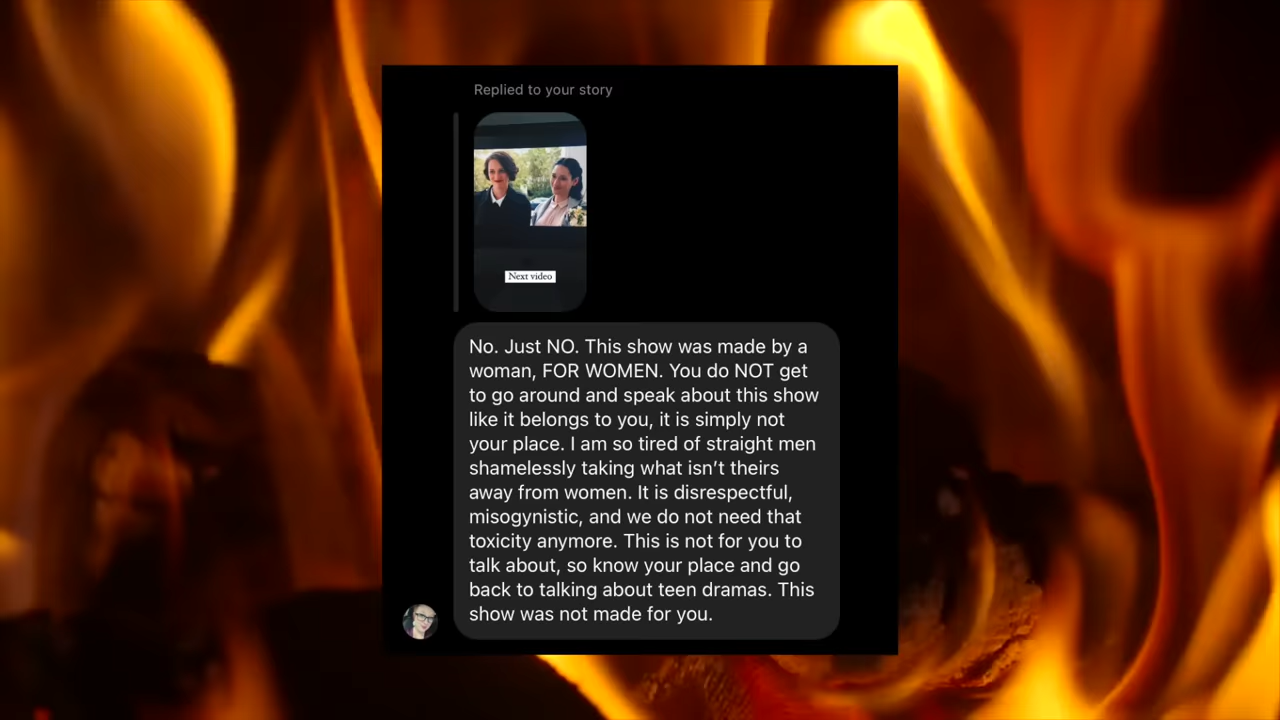 Replied to your story
Next video
No. Just NO. This show was made by a
woman, FOR WOMEN. You do NOT get
to go around and speak about this show
like it belongs to you, it is simply not
your place. I am so tired of straight men
shamelessly taking what isn’t theirs
away from women. It is disrespectful,
misogynistic, and we do not need that
toxicity anymore. This is not for you to
talk about, so know your place and go
back to talking about teen dramas. This
show was not made for you.